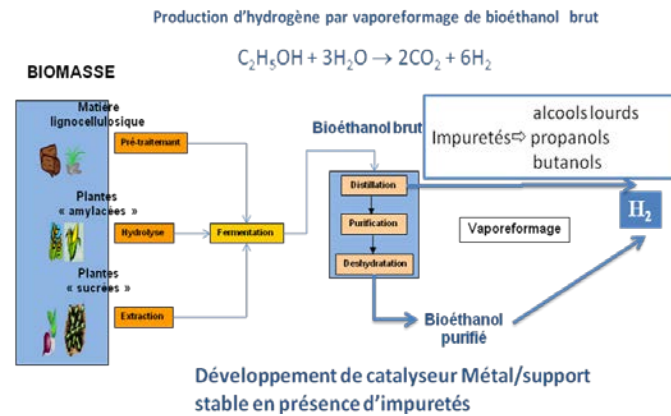 Production d'hydrogène par vaporeformage de bioéthanol brut
C₂H₅OH + 3H₂O → 2CO₂ + 6H₂
BIOMASSE
Matière
lignocellulosique
Pré-traitemant
Plantes
« amylacées »
Hydrolyse
Plantes
« sucrées »
Extraction
Fermentation
Bioéthanol brut
Distillation
Purification
Deshydratation
alcools lourds
Impuretés⇨ propanols
butanols
H₂
Vaporeformage
Bioéthanol
purifié
Développement de catalyseur Métal/support
stable en présence d'impuretés